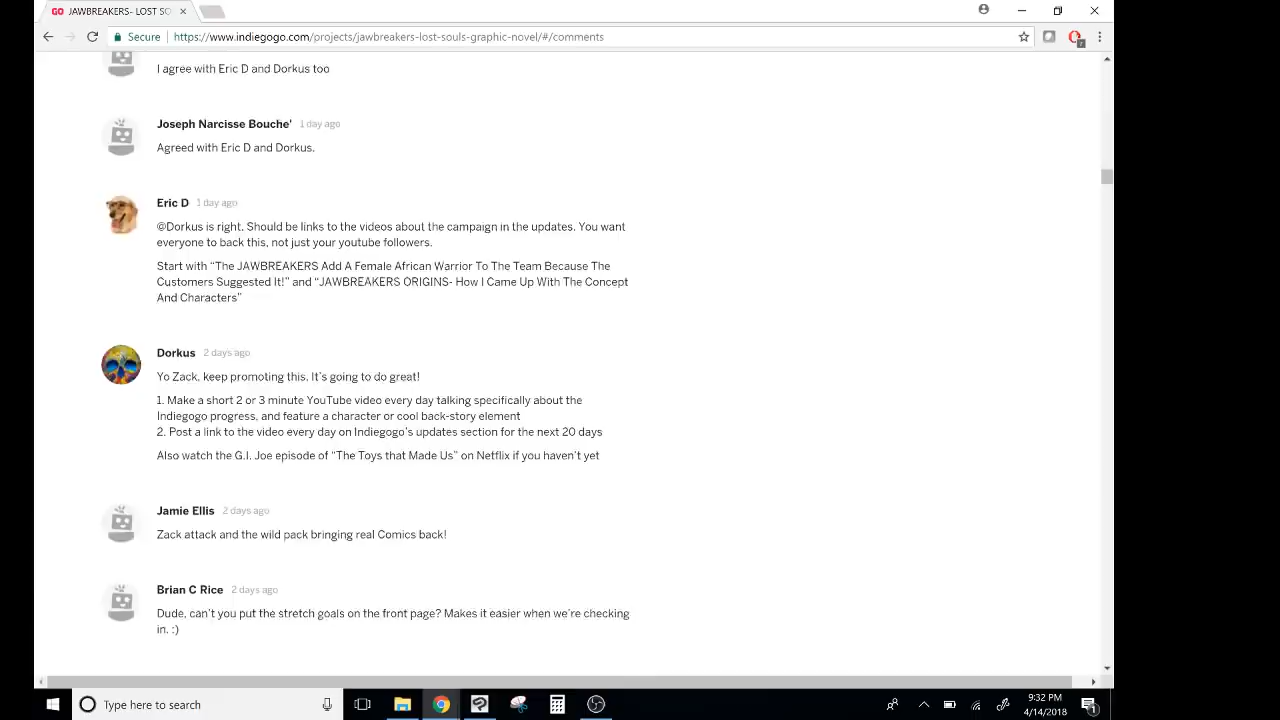 GO JAWBREAKERS- LOST SO
Secure https://www.indiegogo.com/projects/jawbreakers-lost-souls-graphic-novel/#/comments
7
I agree with Eric D and Dorkus too
Joseph Narcisse Bouche' 1 day ago
Agreed with Eric D and Dorkus.
Eric D 1 day ago
@Dorkus is right. Should be links to the videos about the campaign in the updates. You want
everyone to back this, not just your youtube followers.
Start with “The JAWBREAKERS Add A Female African Warrior To The Team Because The
Customers Suggested It!” and “JAWBREAKERS ORIGINS- How I Came Up With The Concept
And Characters”
Dorkus 2 days ago
Yo Zack, keep promoting this. It’s going to do great!
1. Make a short 2 or 3 minute YouTube video every day talking specifically about the
Indiegogo progress, and feature a character or cool back-story element
2. Post a link to the video every day on Indiegogo’s updates section for the next 20 days
Also watch the G.I. Joe episode of “The Toys that Made Us” on Netflix if you haven’t yet
Jamie Ellis 2 days ago
Zack attack and the wild pack bringing real Comics back!
Brian C Rice 2 days ago
Dude, can’t you put the stretch goals on the front page? Makes it easier when we’re checking
in. :)
Type here to search
9:32 PM
4/14/2018
1